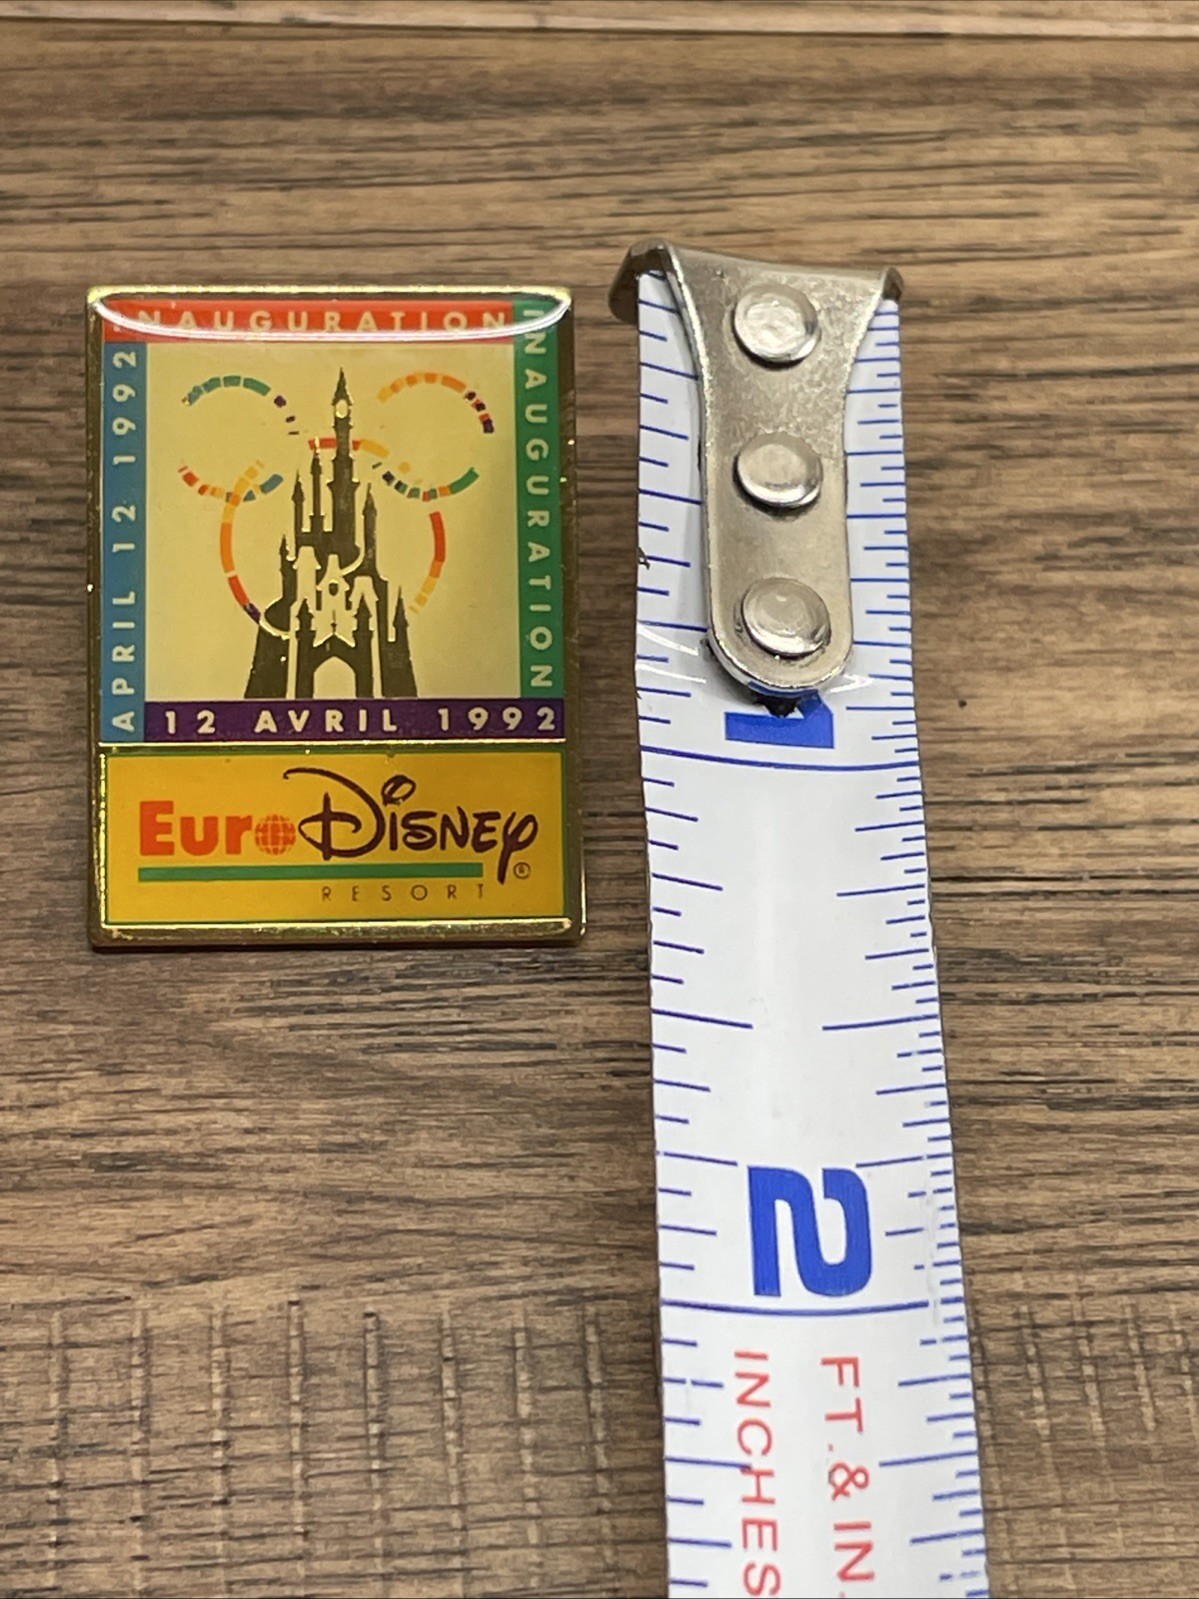 INAUGURATION
INAUGURATION
APRIL 12 1992
12 AVRIL 1992
Euro Disney ®
RESORT
1
2
INCHES
FT. & IN.